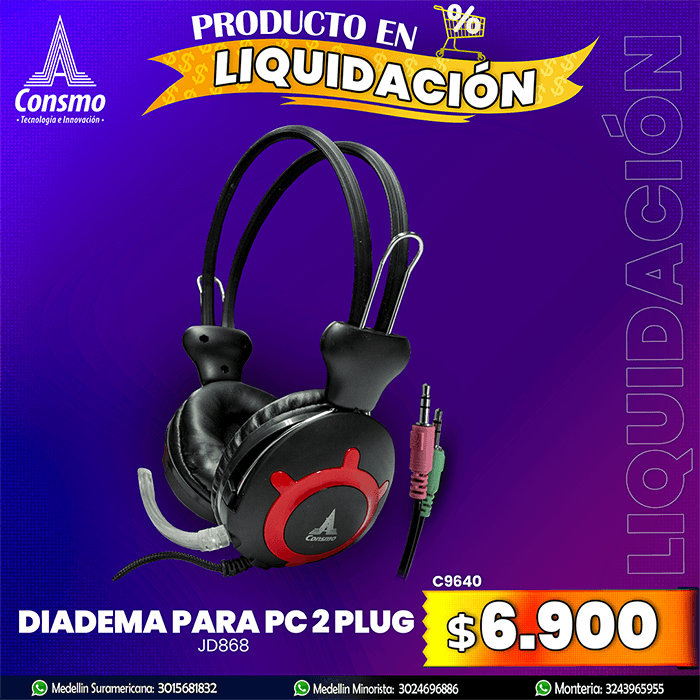 PRODUCTO EN
%
LIQUIDACIÓN
A
Consmo
• Tecnología e Innovación •
LIQUIDACIÓN
A
Consmo
C9640
DIADEMA PARA PC 2 PLUG
JD868
$6.900
Medellin Suramericana: 3015681832
Medellin Minorista: 3024696886
Monteria: 3243965955